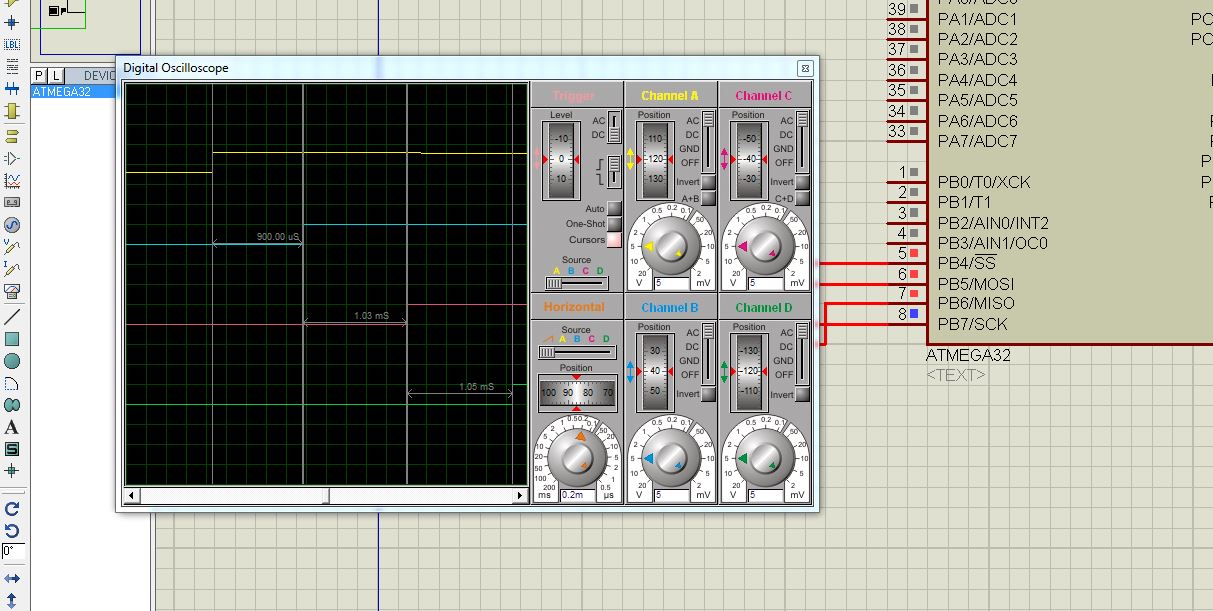 LBL
P L DEVIC
ATMEGA32
A
S
0°
Digital Oscilloscope
900.00 uS
1.03 mS
1.05 mS
Trigger
Level
AC
DC
-10
0
10
Auto
One-Shot
Cursors
Source
A B C D
Channel A
Position
110
120
130
AC
DC
GND
OFF
Invert
A+B
V 5 mV
Channel C
Position
-50
-40
-30
AC
DC
GND
OFF
Invert
C+D
V 5 mV
Horizontal
Source
A B C D
Position
100 90 80 70
ms 0.2m µs
Channel B
Position
30
40
50
AC
DC
GND
OFF
Invert
V 5 mV
Channel D
Position
-130
-120
-110
AC
DC
GND
OFF
Invert
V 5 mV
39
38 PA1/ADC1
37 PA2/ADC2
36 PA3/ADC3
35 PA4/ADC4
34 PA5/ADC5
33 PA6/ADC6
PA7/ADC7
1 PB0/T0/XCK
2 PB1/T1
3 PB2/AIN0/INT2
4 PB3/AIN1/OC0
5 PB4/SS
6 PB5/MOSI
7 PB6/MISO
8 PB7/SCK
PC
PC
ATMEGA32
<TEXT>